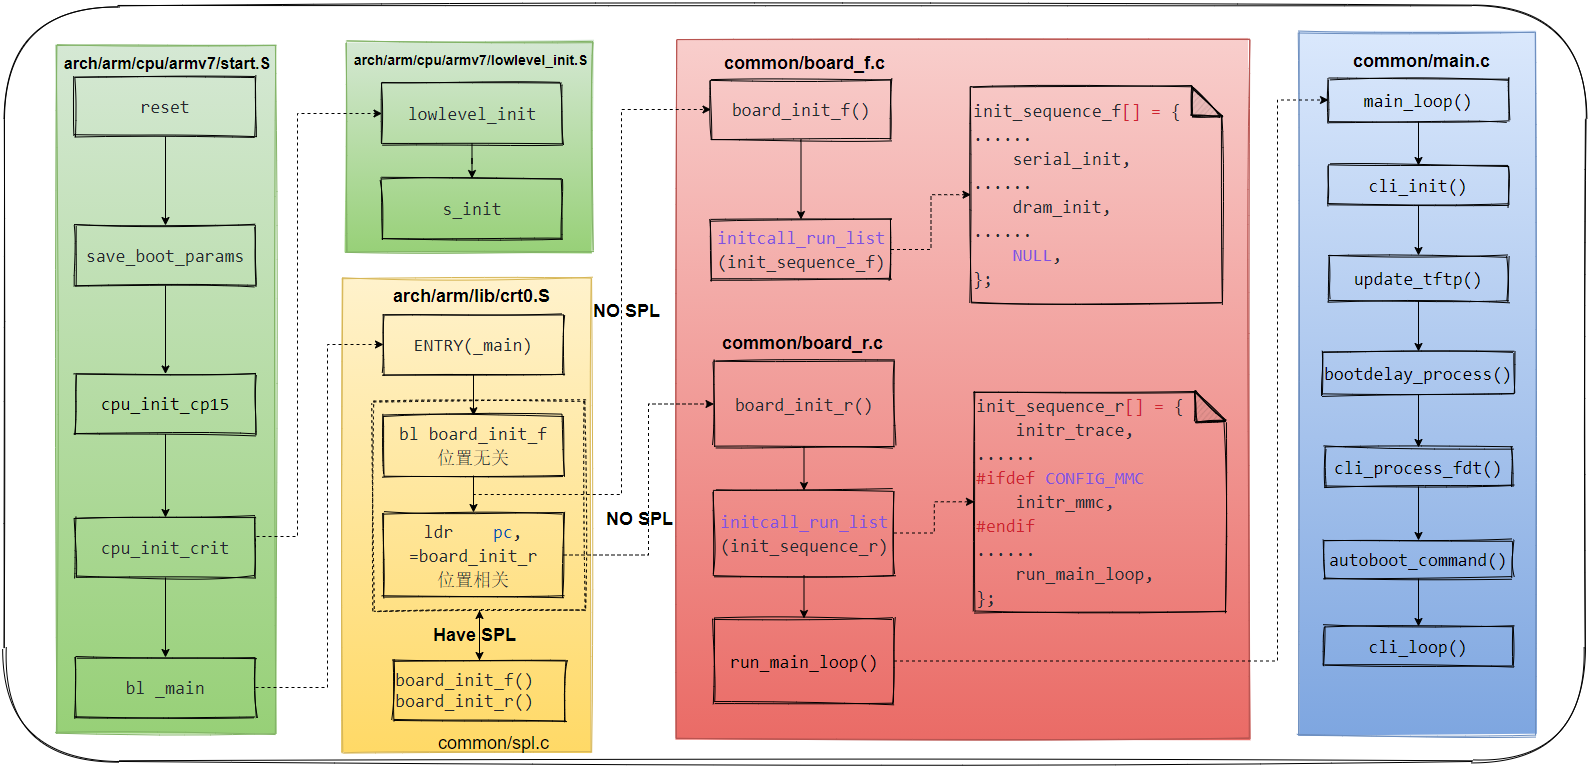 arch/arm/cpu/armv7/start.S
reset
save_boot_params
cpu_init_cp15
cpu_init_crit
bl _main
arch/arm/cpu/armv7/lowlevel_init.S
lowlevel_init
s_init
arch/arm/lib/crt0.S
ENTRY(_main)
bl board_init_f
位置无关
ldr pc,
=board_init_r
位置相关
Have SPL
board_init_f()
board_init_r()
common/spl.c
NO SPL
NO SPL
common/board_f.c
board_init_f()
initcall_run_list
(init_sequence_f)
init_sequence_f[] = {
......
serial_init,
......
dram_init,
......
NULL,
};
common/board_r.c
board_init_r()
initcall_run_list
(init_sequence_r)
run_main_loop()
init_sequence_r[] = {
initr_trace,
......
#ifdef CONFIG_MMC
initr_mmc,
#endif
......
run_main_loop,
};
common/main.c
main_loop()
cli_init()
update_tftp()
bootdelay_process()
cli_process_fdt()
autoboot_command()
cli_loop()